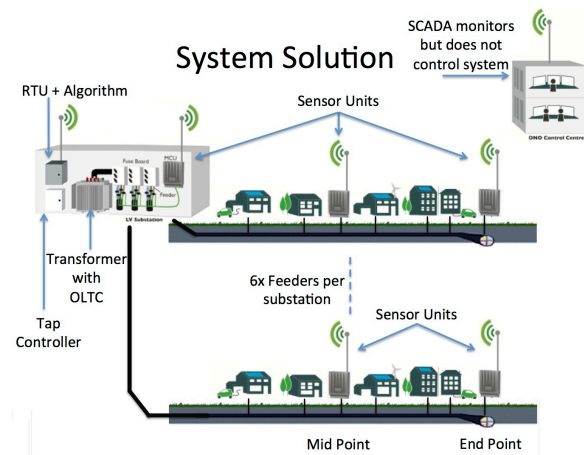 System Solution
SCADA monitors
but does not
control system
DNO Control Centre
RTU + Algorithm
Sensor Units
Fuse Board
MCU
Feeder
LV Substation
Transformer
with
OLTC
Tap
Controller
6x Feeders per
substation
Sensor Units
Mid Point
End Point